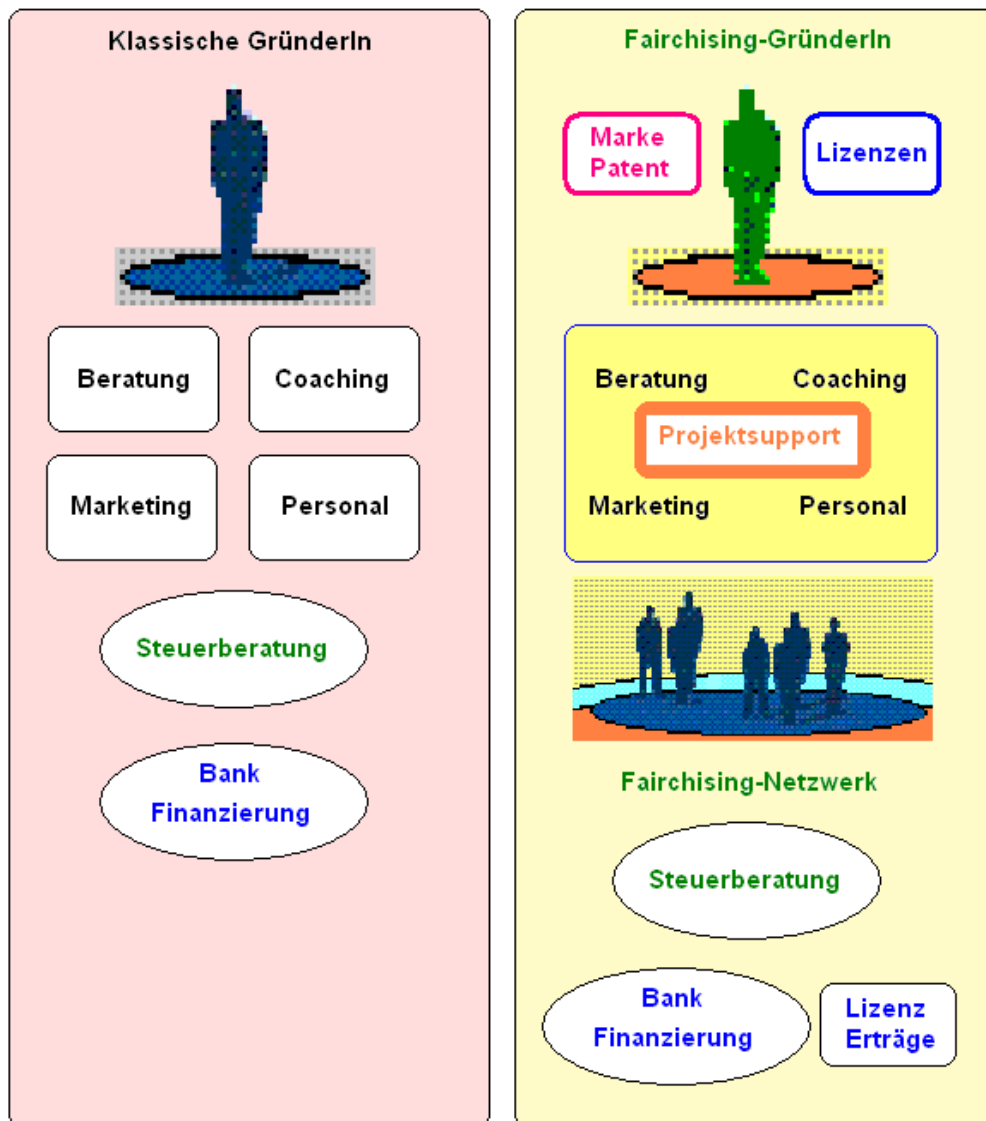 Klassische GründerIn
Beratung
Coaching
Marketing
Personal
Steuerberatung
Bank
Finanzierung
Fairchising-GründerIn
Marke
Patent
Lizenzen
Beratung
Coaching
Projektsupport
Marketing
Personal
Fairchising-Netzwerk
Steuerberatung
Bank
Finanzierung
Lizenz
Erträge